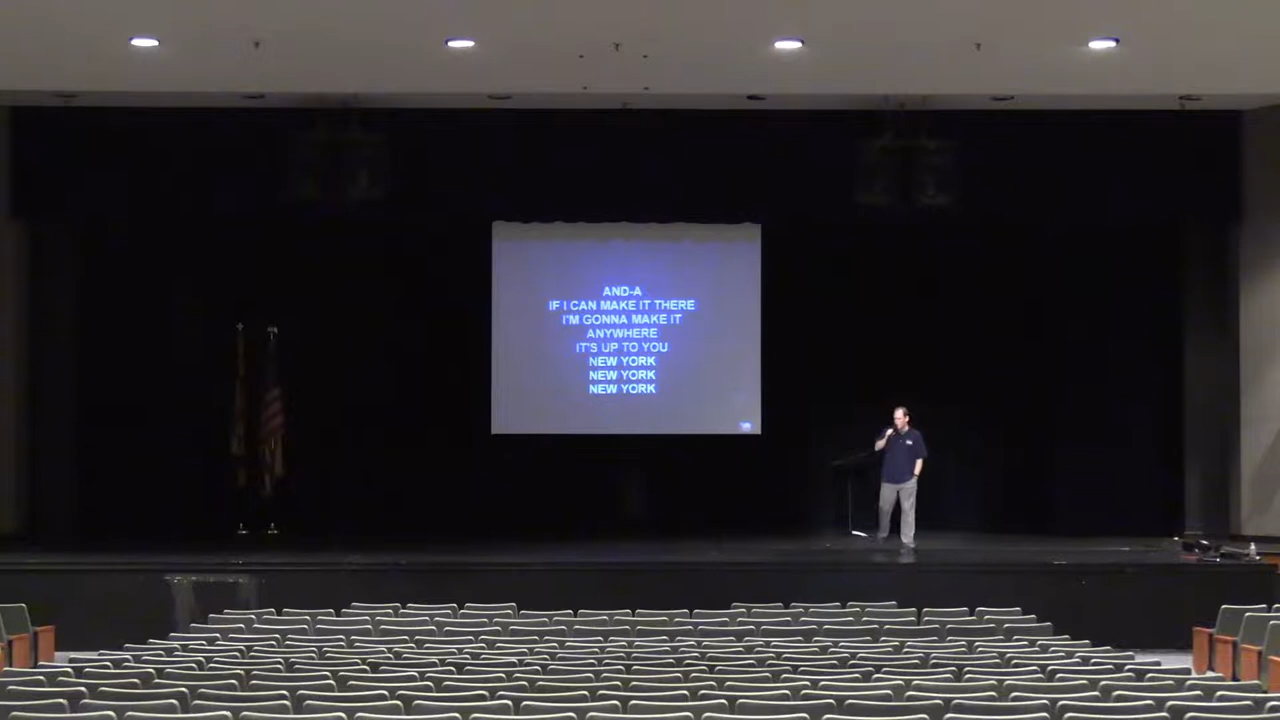 AND-A
IF I CAN MAKE IT THERE
I'M GONNA MAKE IT
ANYWHERE
IT'S UP TO YOU
NEW YORK
NEW YORK
NEW YORK